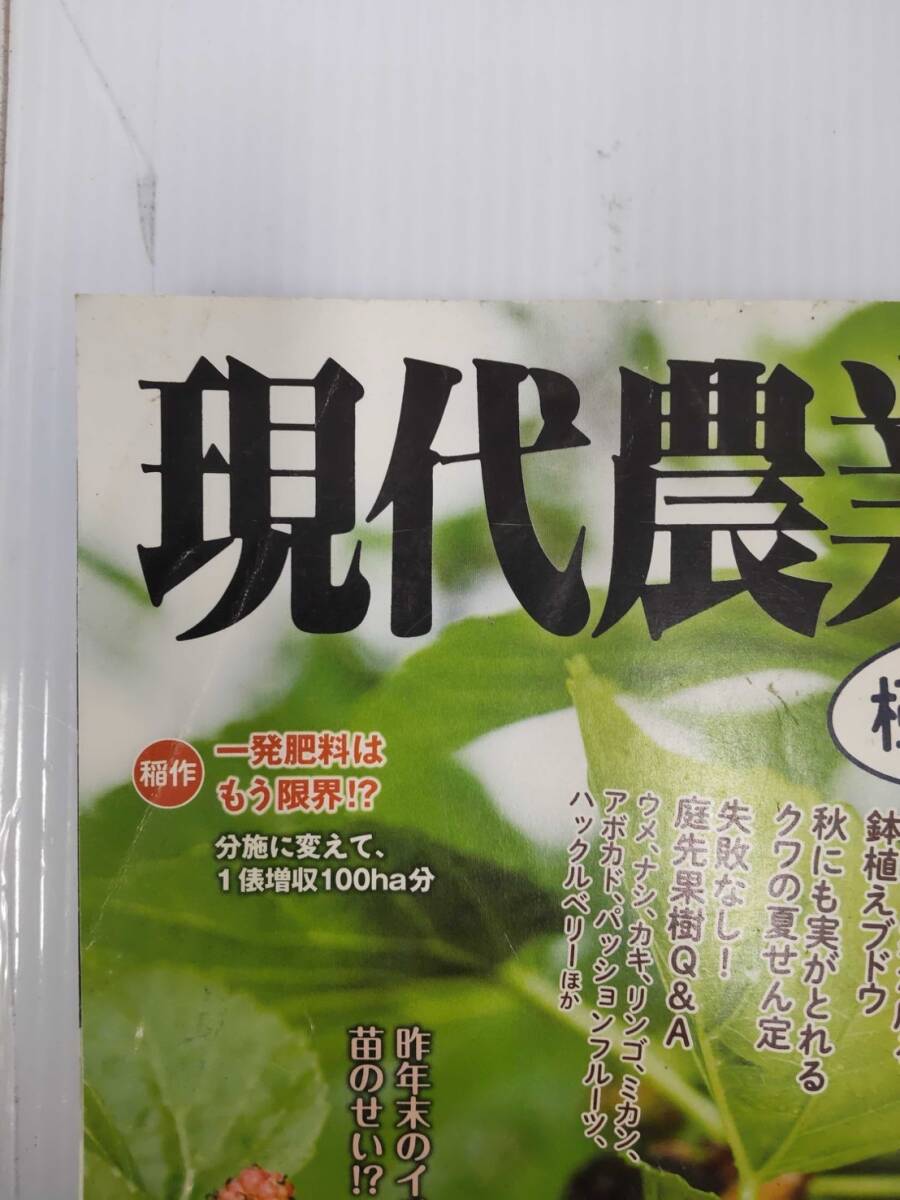 現代農業
稲作
一発肥料は
もう限界!?
分施に変えて、
1俵増収100ha分
鉢植えブドウ
秋にも実がとれる
クワの夏せん定
失敗なし!
庭先果樹Q&A
ウメ、ナシ、カキ、リンゴ、ミカン、
アボカド、パッションフルーツ、
ハックルベリーほか
昨年末のイ
苗のせい!?